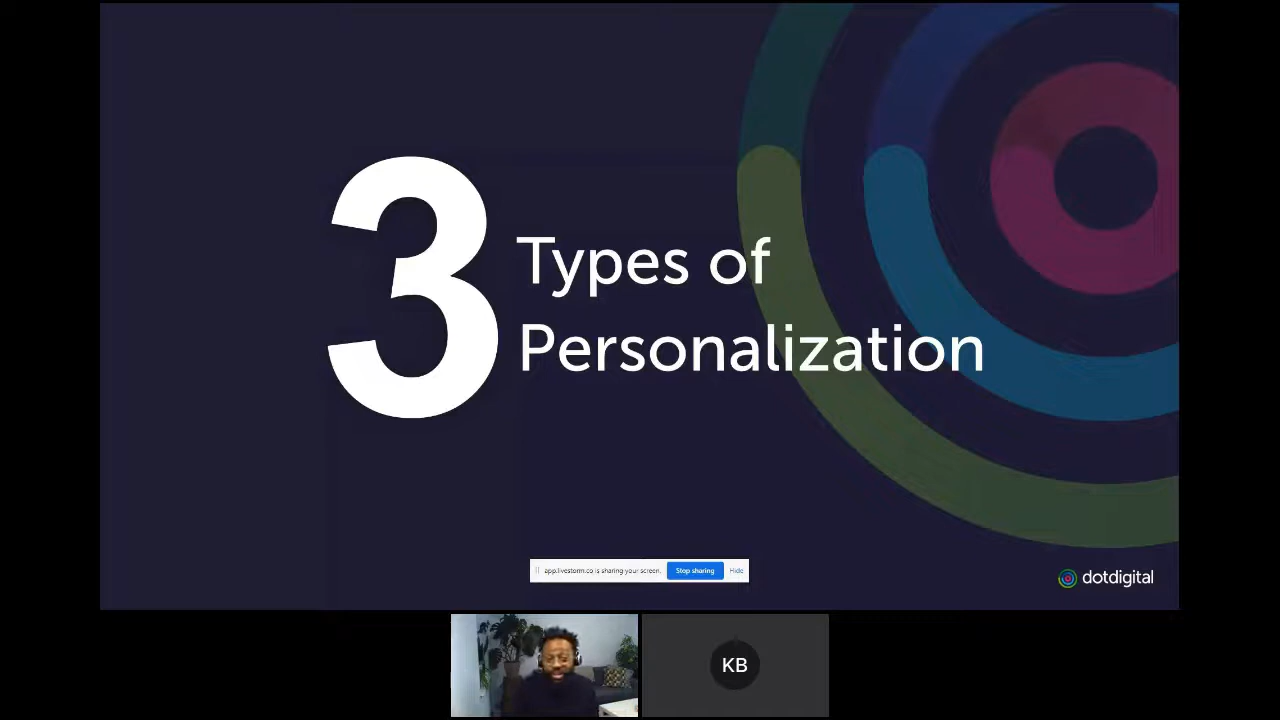 3
Types of
Personalization
app.livestorm.co is sharing your screen.
Stop sharing
Hide
dotdigital
KB